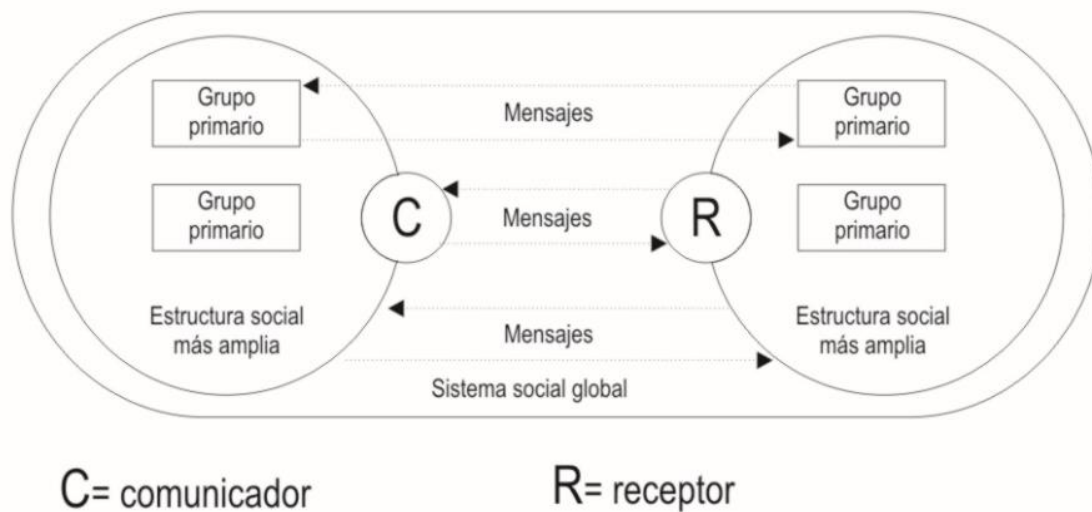 Grupo
primario
Mensajes
Grupo
primario
Grupo
primario
C
Mensajes
R
Grupo
primario
Estructura social
más amplia
Mensajes
Estructura social
más amplia
Sistema social global
C= comunicador
R= receptor